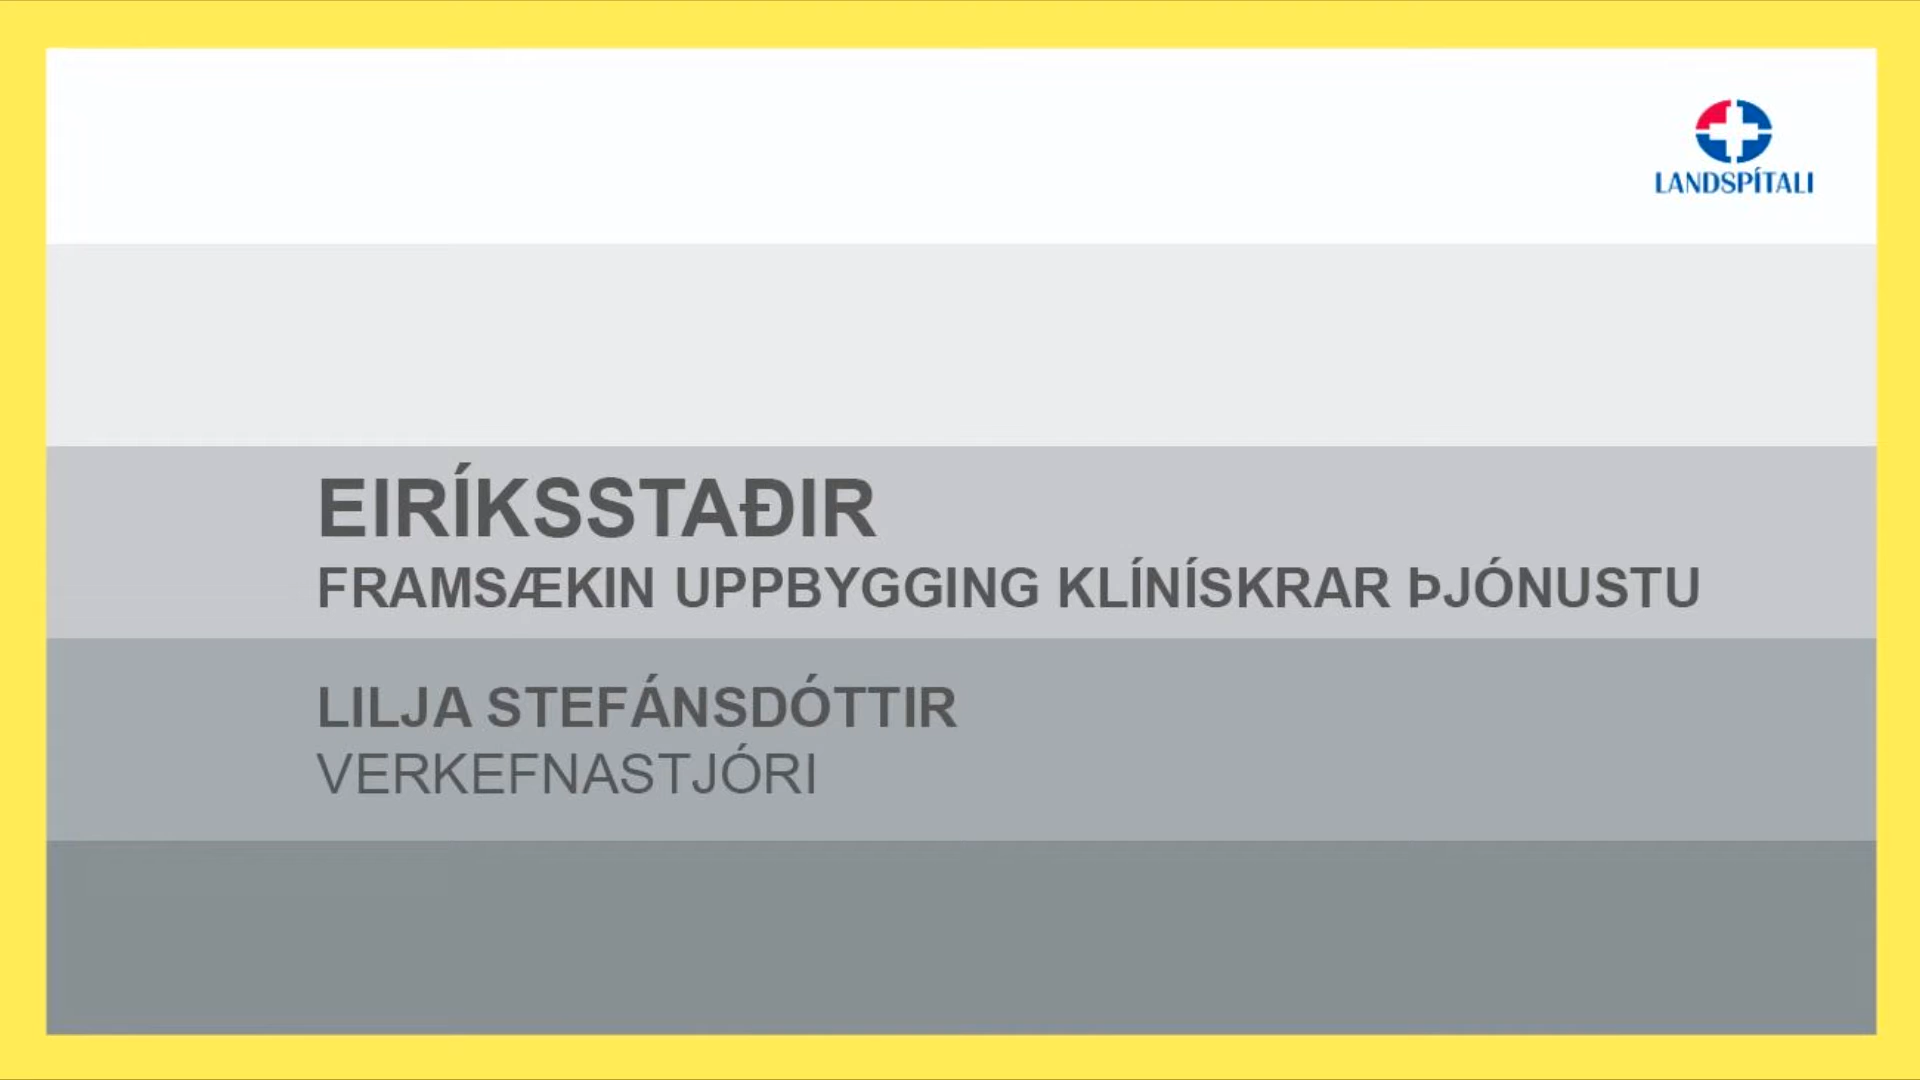 LANDSPÍTALI
EIRÍKSSTAÐIR
FRAMSÆKIN UPPBYGGING KLÍNÍSKRAR ÞJÓNUSTU
LILJA STEFÁNSDÓTTIR
VERKEFNASTJÓRI